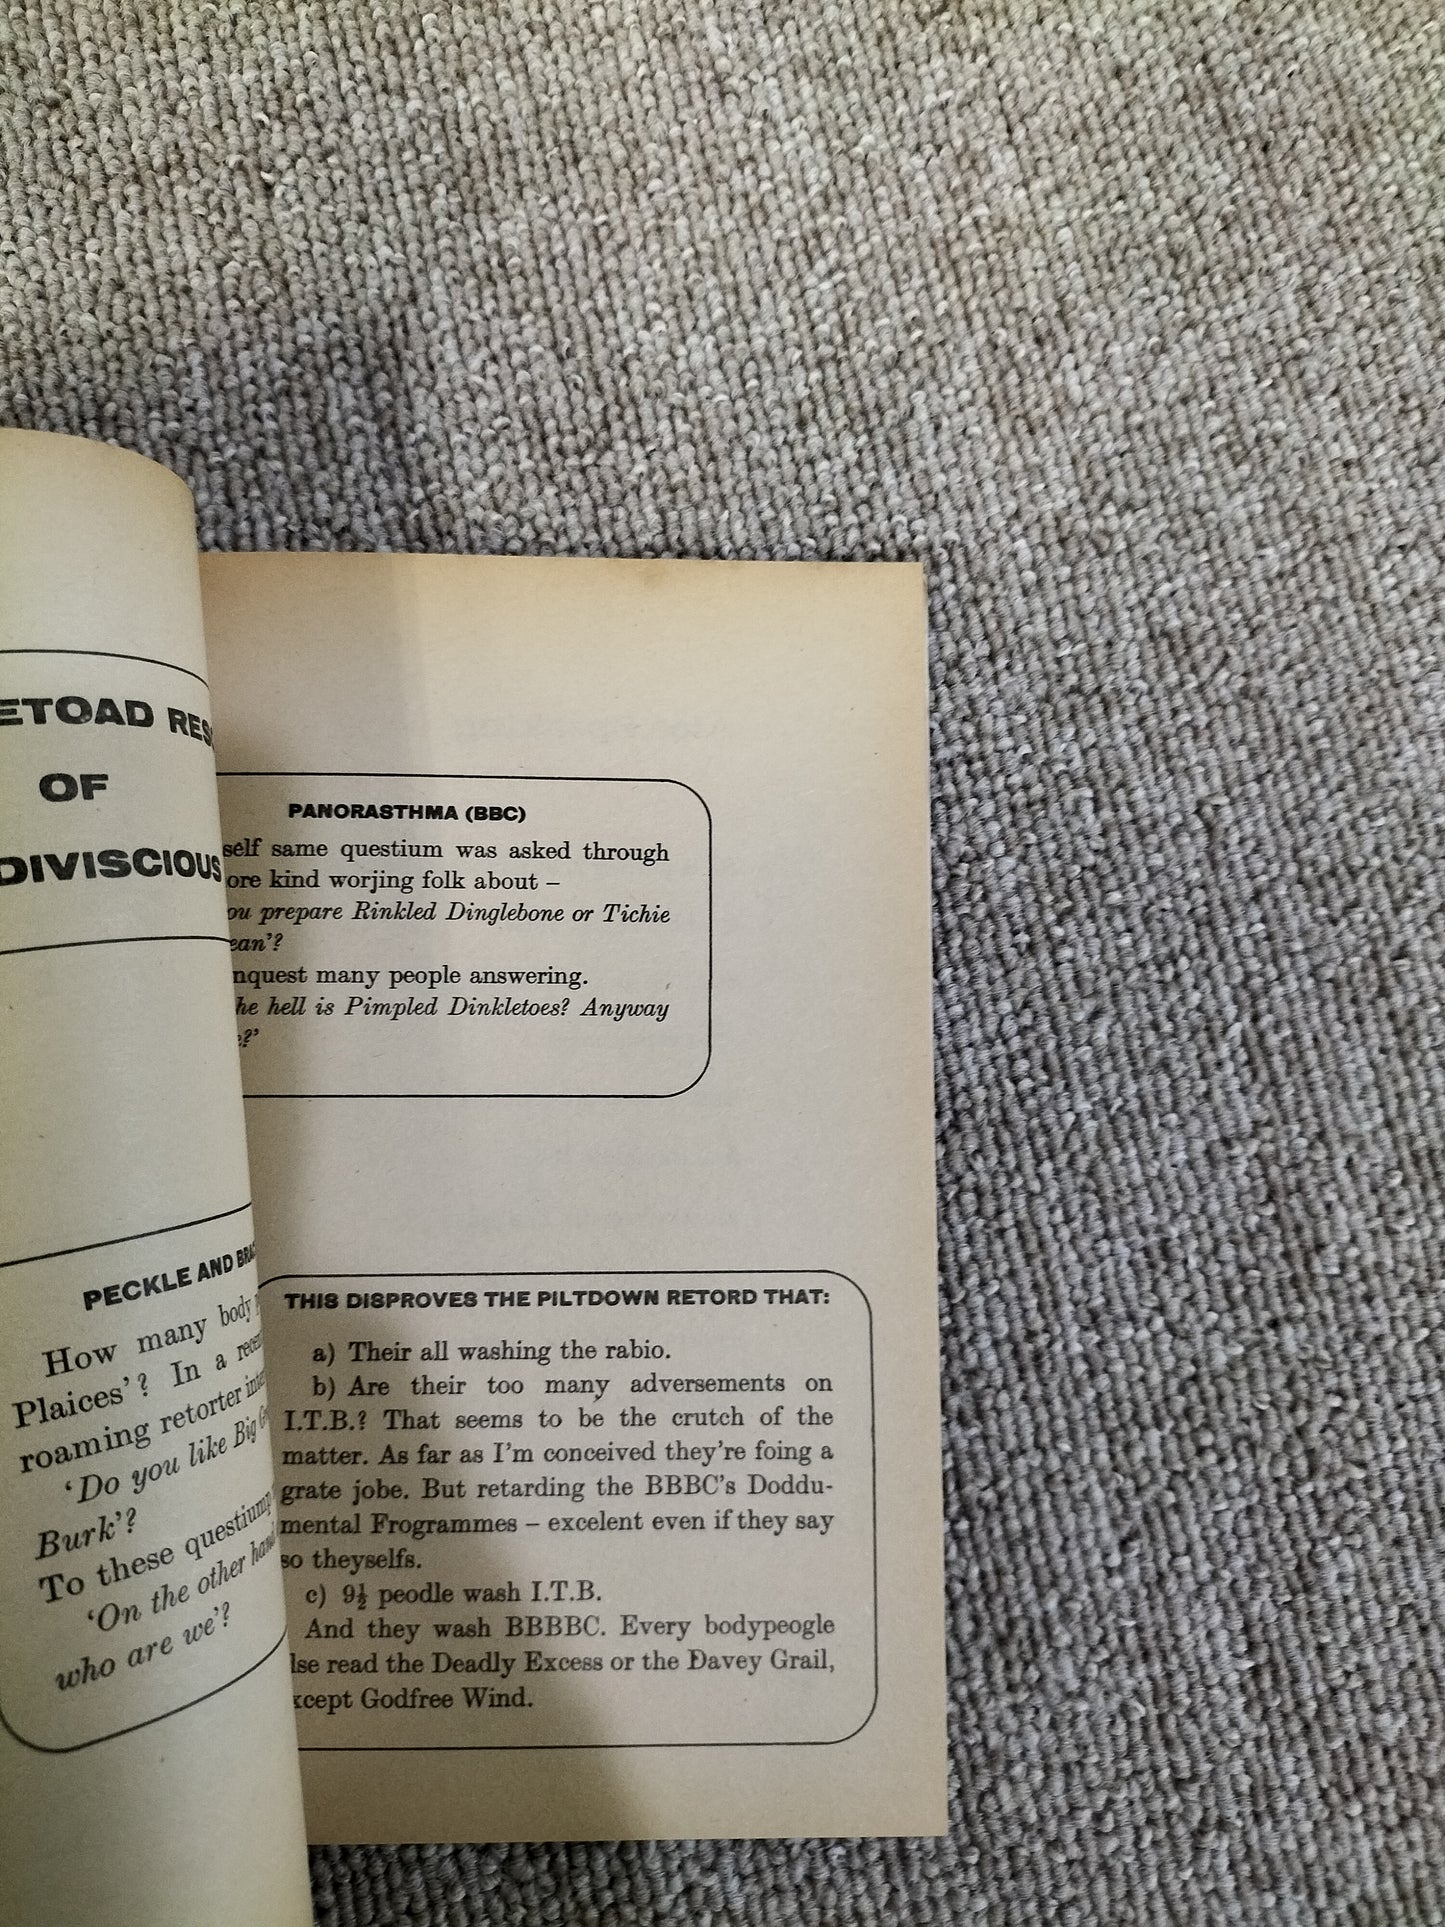 ETOAD RES
OF
DIVISCIOUS
PECKLE AND BRA
How many body
Plaices'? In a recen
roaming retorter inte
'Do you like Big
Burk'?
To these questiump
'On the other han
who are we'?
PANORASTHMA (BBC)
self same questium was asked through
ore kind worjing folk about –
ou prepare Rinkled Dinglebone or Tichie
ean'?
nquest many people answering.
he hell is Pimpled Dinkletoes? Anyway
e?'
THIS DISPROVES THE PILTDOWN RETORD THAT:
a) Their all washing the rabio.
b) Are their too many adversements on
I.T.B.? That seems to be the crutch of the
matter. As far as I'm conceived they're foing a
grate jobe. But retarding the BBBC's Doddu-
mental Frogrammes – excelent even if they say
so theyselfs.
c) 9½ peodle wash I.T.B.
And they wash BBBBC. Every bodypeogle
lse read the Deadly Excess or the Davey Grail,
xcept Godfree Wind.